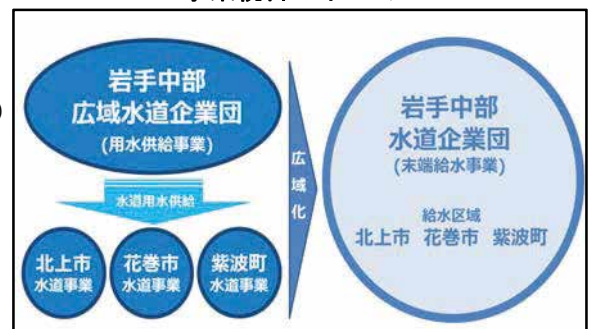 岩手中部
広域水道企業団
(用水供給事業)
水道用水供給
北上市
水道事業
花巻市
水道事業
紫波町
水道事業
広域化
岩手中部
水道企業団
(末端給水事業)
給水区域
北上市 花巻市 紫波町